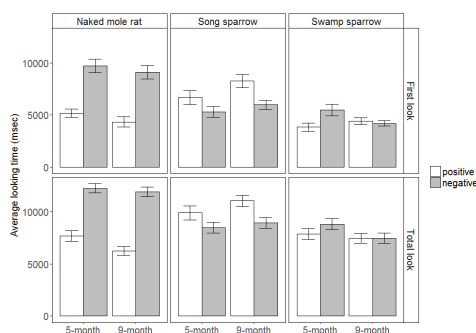 Naked mole rat Song sparrow Swamp sparrow
Average looking time (msec)
10000
5000
0
First look
10000
5000
0
Total look
positive
negative
5-month 9-month 5-month 9-month 5-month 9-month